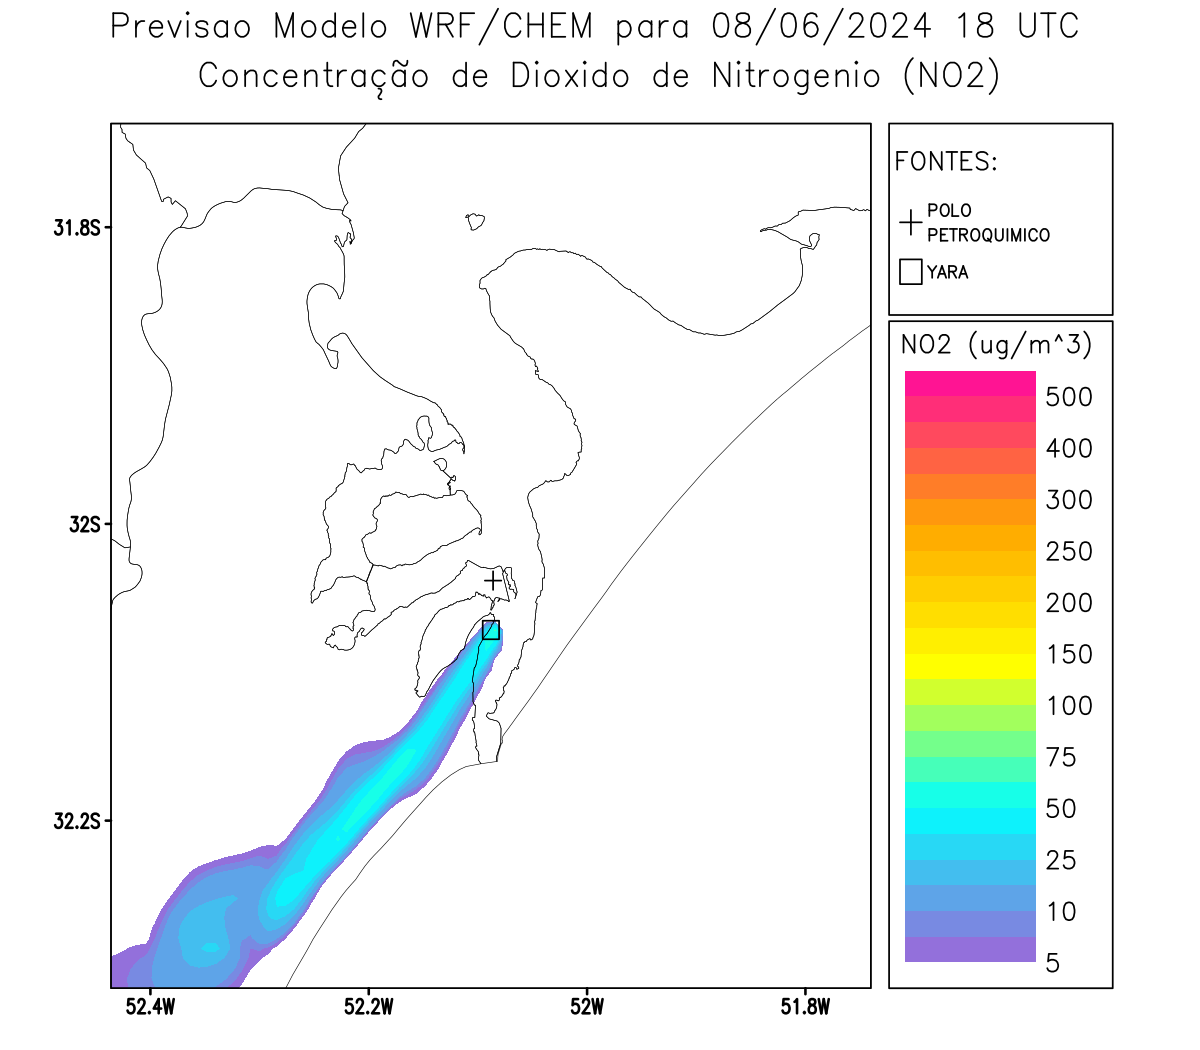 Previsao Modelo WRF/CHEM para 08/06/2024 18 UTC
Concentração de Dioxido de Nitrogenio (NO2)
FONTES:
POLO
PETROQUIMICO
YARA
NO2 (ug/m^3)
500
400
300
250
200
150
100
75
50
25
10
5
31.8S
32S
32.2S
52.4W
52.2W
52W
51.8W